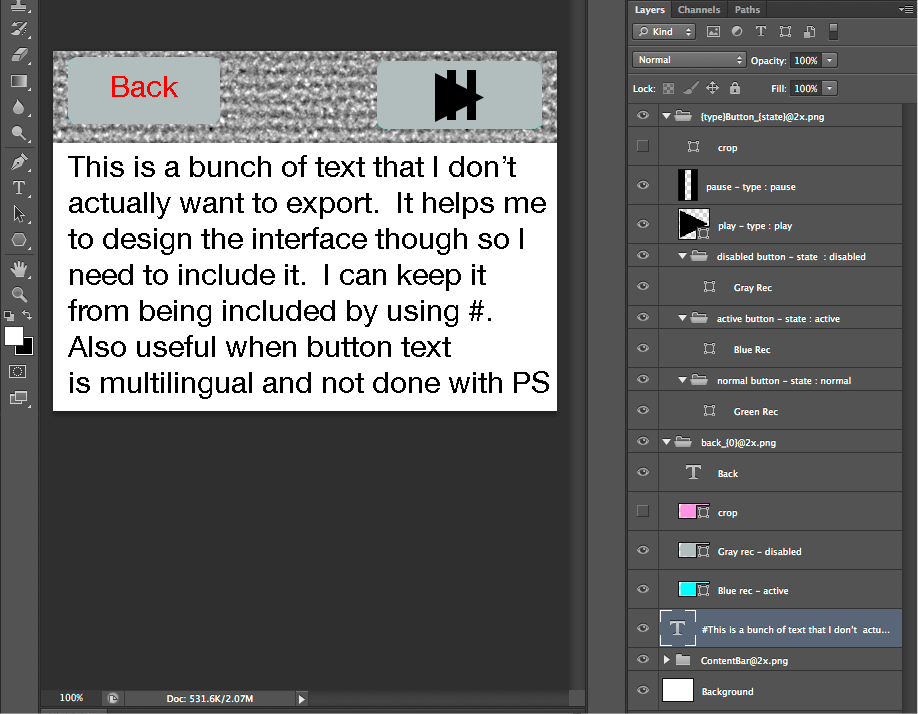 Layers Channels Paths
Kind
Normal Opacity: 100%
Lock: Fill: 100%
{type}Button_{state}@2x.png
crop
pause - type : pause
play - type : play
disabled button - state : disabled
Gray Rec
active button - state : active
Blue Rec
normal button - state : normal
Green Rec
back_{0}@2x.png
Back
crop
Gray rec - disabled
Blue rec - active
#This is a bunch of text that I don't actu...
ContentBar@2x.png
Background
Back
This is a bunch of text that I don't
actually want to export. It helps me
to design the interface though so I
need to include it. I can keep it
from being included by using #.
Also useful when button text
is multilingual and not done with PS
100% Doc: 531.6K/2.07M